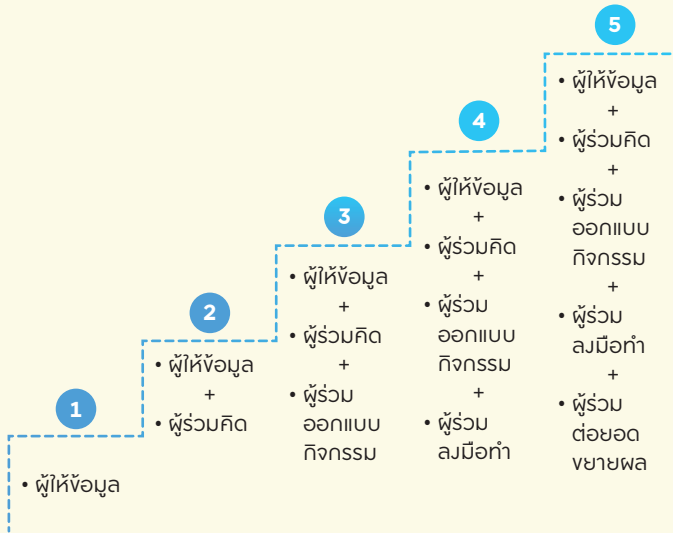 1
• ผู้ให้ข้อมูล
2
• ผู้ให้ข้อมูล
+
• ผู้ร่วมคิด
3
• ผู้ให้ข้อมูล
+
• ผู้ร่วมคิด
+
• ผู้ร่วม
ออกแบบ
กิจกรรม
4
• ผู้ให้ข้อมูล
+
• ผู้ร่วมคิด
+
• ผู้ร่วม
ออกแบบ
กิจกรรม
+
• ผู้ร่วม
ลงมือทำ
5
• ผู้ให้ข้อมูล
+
• ผู้ร่วมคิด
+
• ผู้ร่วม
ออกแบบ
กิจกรรม
+
• ผู้ร่วม
ลงมือทำ
+
• ผู้ร่วม
ต่อยอด
ขยายผล